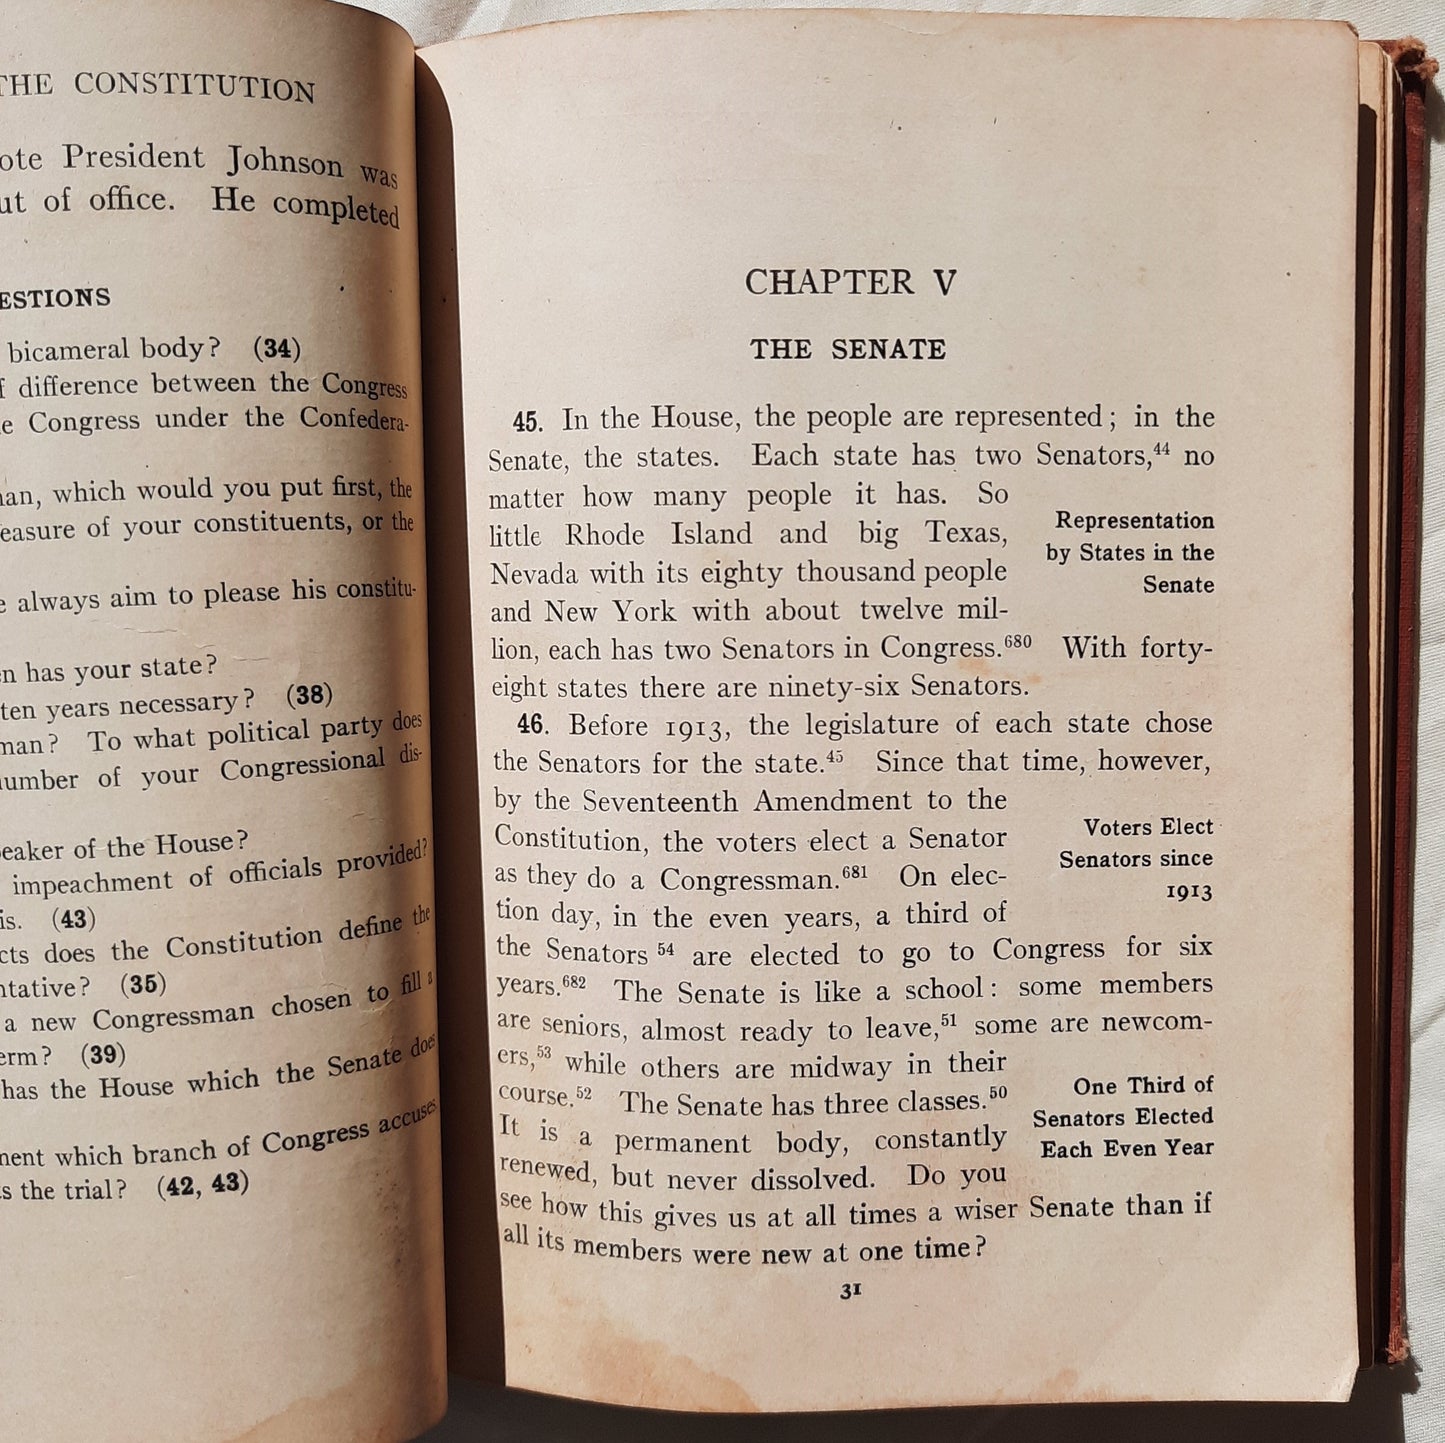 THE CONSTITUTION
ote President Johnson was
ut of office. He completed
ESTIONS
bicameral body? (34)
f difference between the Congress
e Congress under the Confedera-
an, which would you put first, the
easure of your constituents, or the
e always aim to please his constitu-
n has your state?
ten years necessary? (38)
man? To what political party does
umber of your Congressional dis-
eaker of the House?
impeachment of officials provided?
is. (43)
cts does the Constitution define the
ntative? (35)
a new Congressman chosen to fill a
erm? (39)
has the House which the Senate does
ment which branch of Congress accuses
s the trial? (42, 43)
CHAPTER V
THE SENATE
45. In the House, the people are represented; in the
Senate, the states. Each state has two Senators,44 no
matter how many people it has. So
little Rhode Island and big Texas,
Nevada with its eighty thousand people
and New York with about twelve mil-
lion, each has two Senators in Congress.680 With forty-
eight states there are ninety-six Senators.
Representation
by States in the
Senate
46. Before 1913, the legislature of each state chose
the Senators for the state.45 Since that time, however,
by the Seventeenth Amendment to the
Constitution, the voters elect a Senator
as they do a Congressman.681 On elec-
tion day, in the even years, a third of
the Senators 54 are elected to go to Congress for six
years.682 The Senate is like a school: some members
are seniors, almost ready to leave,51 some are newcom-
ers,53 while others are midway in their
course.52 The Senate has three classes.50
It is a permanent body, constantly
renewed, but never dissolved. Do you
see how this gives us at all times a wiser Senate than if
all its members were new at one time?
Voters Elect
Senators since
1913
One Third of
Senators Elected
Each Even Year
31